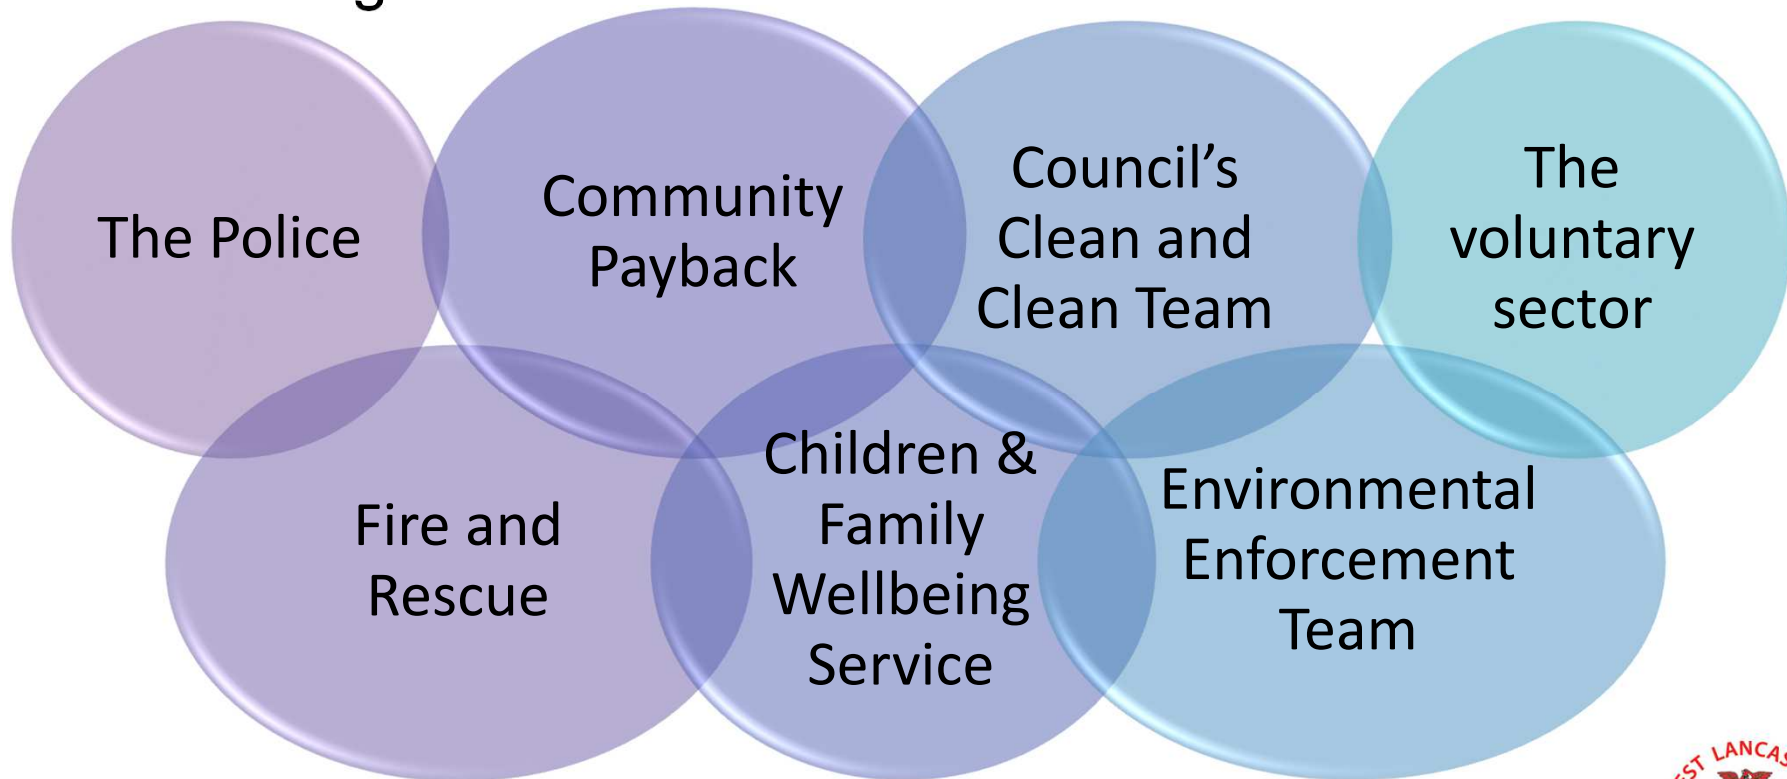 The Police
Community
Payback
Council’s
Clean and
Clean Team
The
voluntary
sector
Fire and
Rescue
Children &
Family
Wellbeing
Service
Environmental
Enforcement
Team